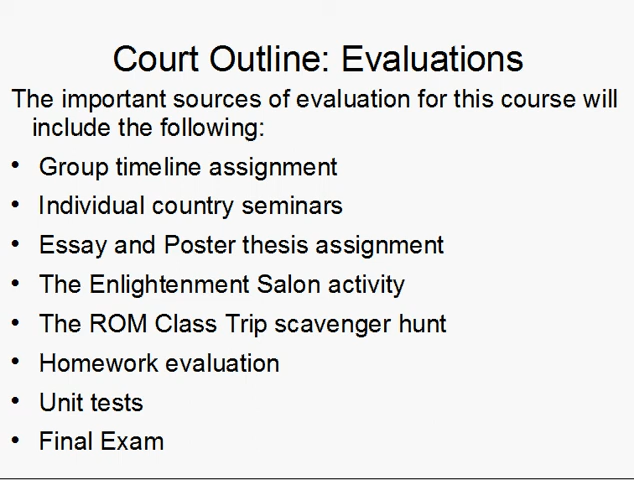 Court Outline: Evaluations
The important sources of evaluation for this course will
include the following:
• Group timeline assignment
• Individual country seminars
• Essay and Poster thesis assignment
• The Enlightenment Salon activity
• The ROM Class Trip scavenger hunt
• Homework evaluation
• Unit tests
• Final Exam